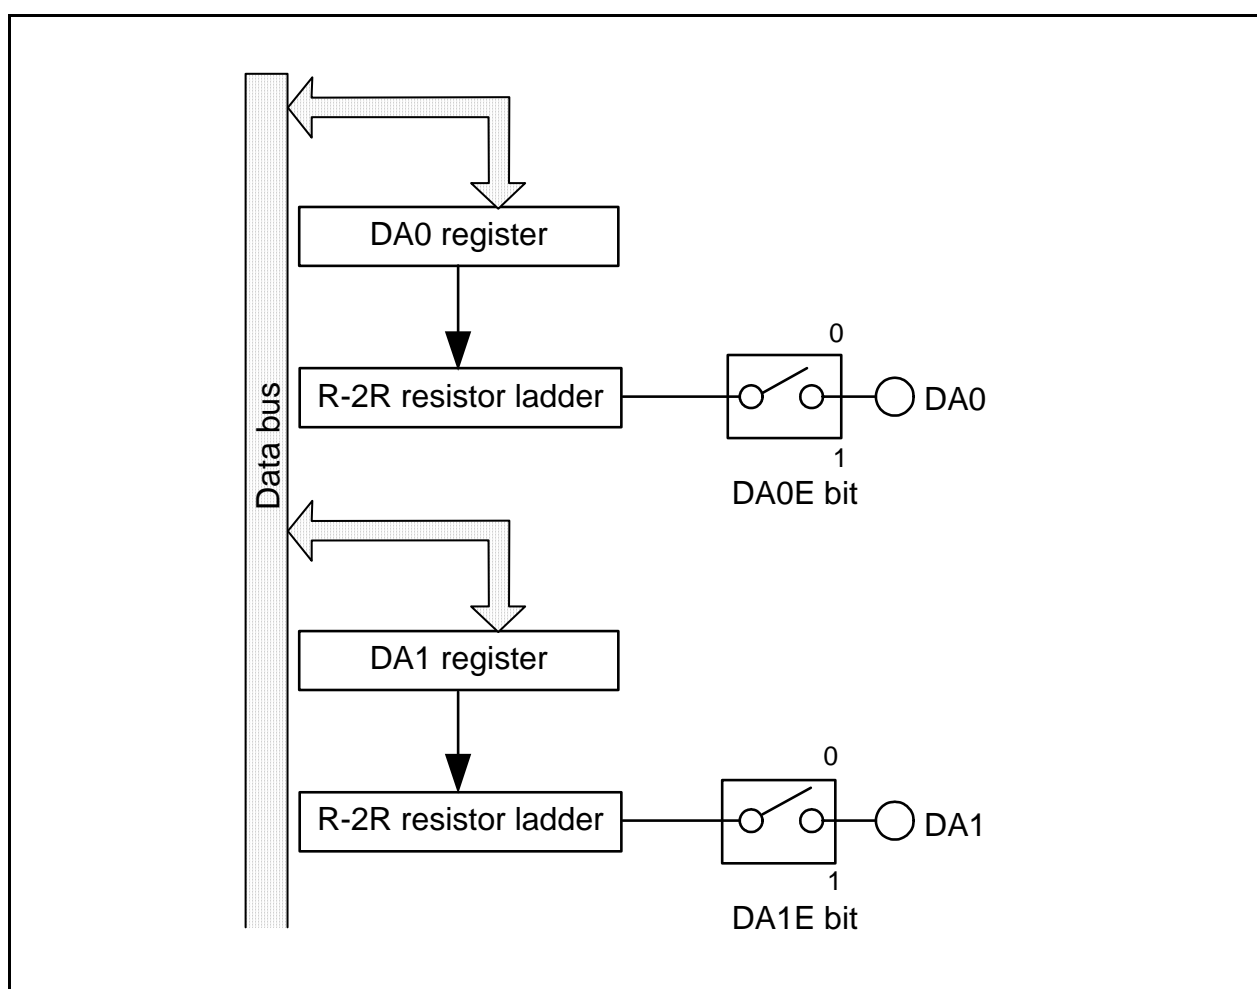 Data bus
DA0 register
R-2R resistor ladder
0
1
DA0E bit
DA0
DA1 register
R-2R resistor ladder
0
1
DA1E bit
DA1